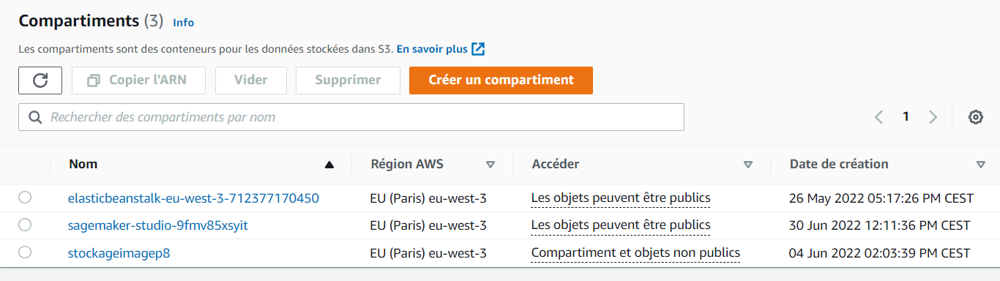 Compartiments (3) Info
Les compartiments sont des conteneurs pour les données stockées dans S3. En savoir plus
Copier l'ARN Vider Supprimer Créer un compartiment
Rechercher des compartiments par nom 1
Nom Région AWS Accéder Date de création
elasticbeanstalk-eu-west-3-712377170450 EU (Paris) eu-west-3 Les objets peuvent être publics 26 May 2022 05:17:26 PM CEST
sagemaker-studio-9fmv85xsyit EU (Paris) eu-west-3 Les objets peuvent être publics 30 Jun 2022 12:11:36 PM CEST
stockageimagep8 EU (Paris) eu-west-3 Compartiment et objets non publics 04 Jun 2022 02:03:39 PM CEST